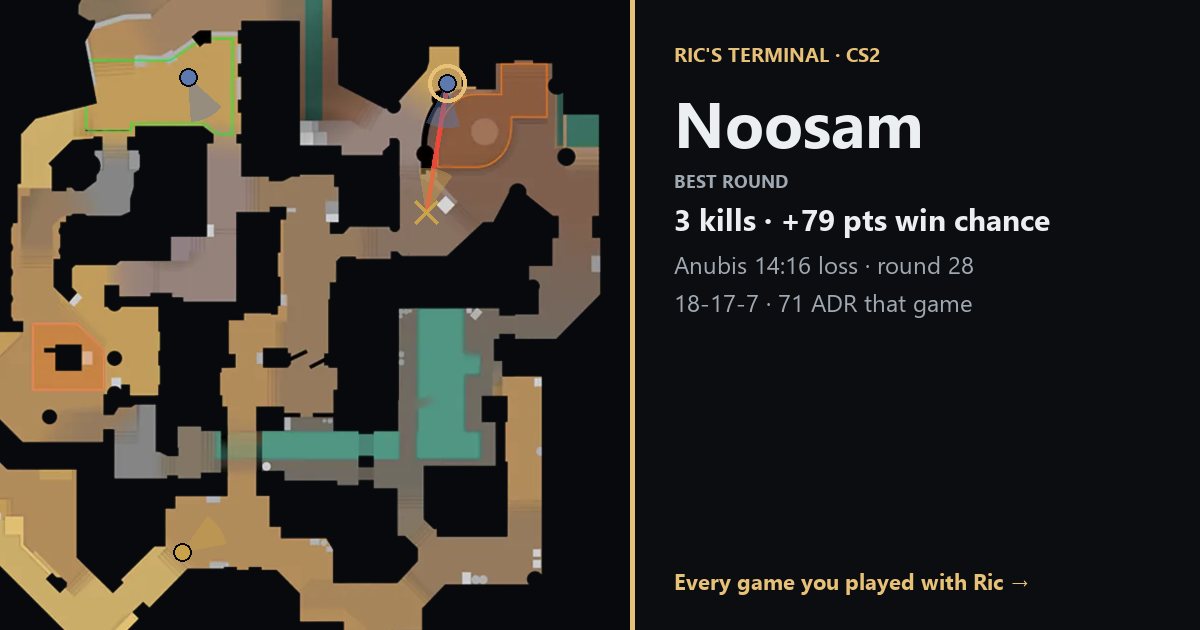 RIC'S TERMINAL · CS2
Noosam
BEST ROUND
3 kills · +79 pts win chance
Anubis 14:16 loss · round 28
18-17-7 · 71 ADR that game
Every game you played with Ric →